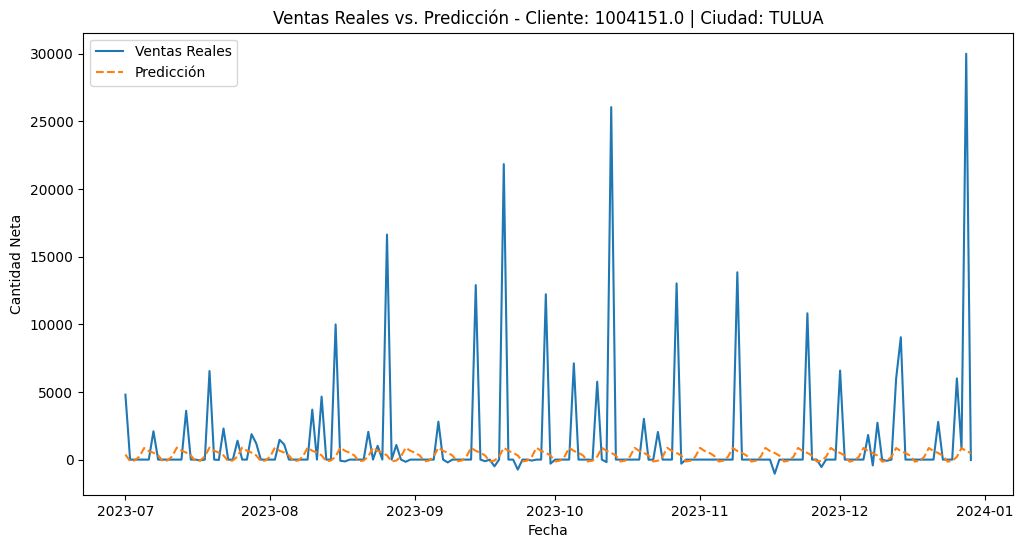 Ventas Reales vs. Predicción - Cliente: 1004151.0 | Ciudad: TULUA
Ventas Reales
Predicción
Cantidad Neta
30000
25000
20000
15000
10000
5000
0
2023-07
2023-08
2023-09
2023-10
2023-11
2023-12
2024-01
Fecha